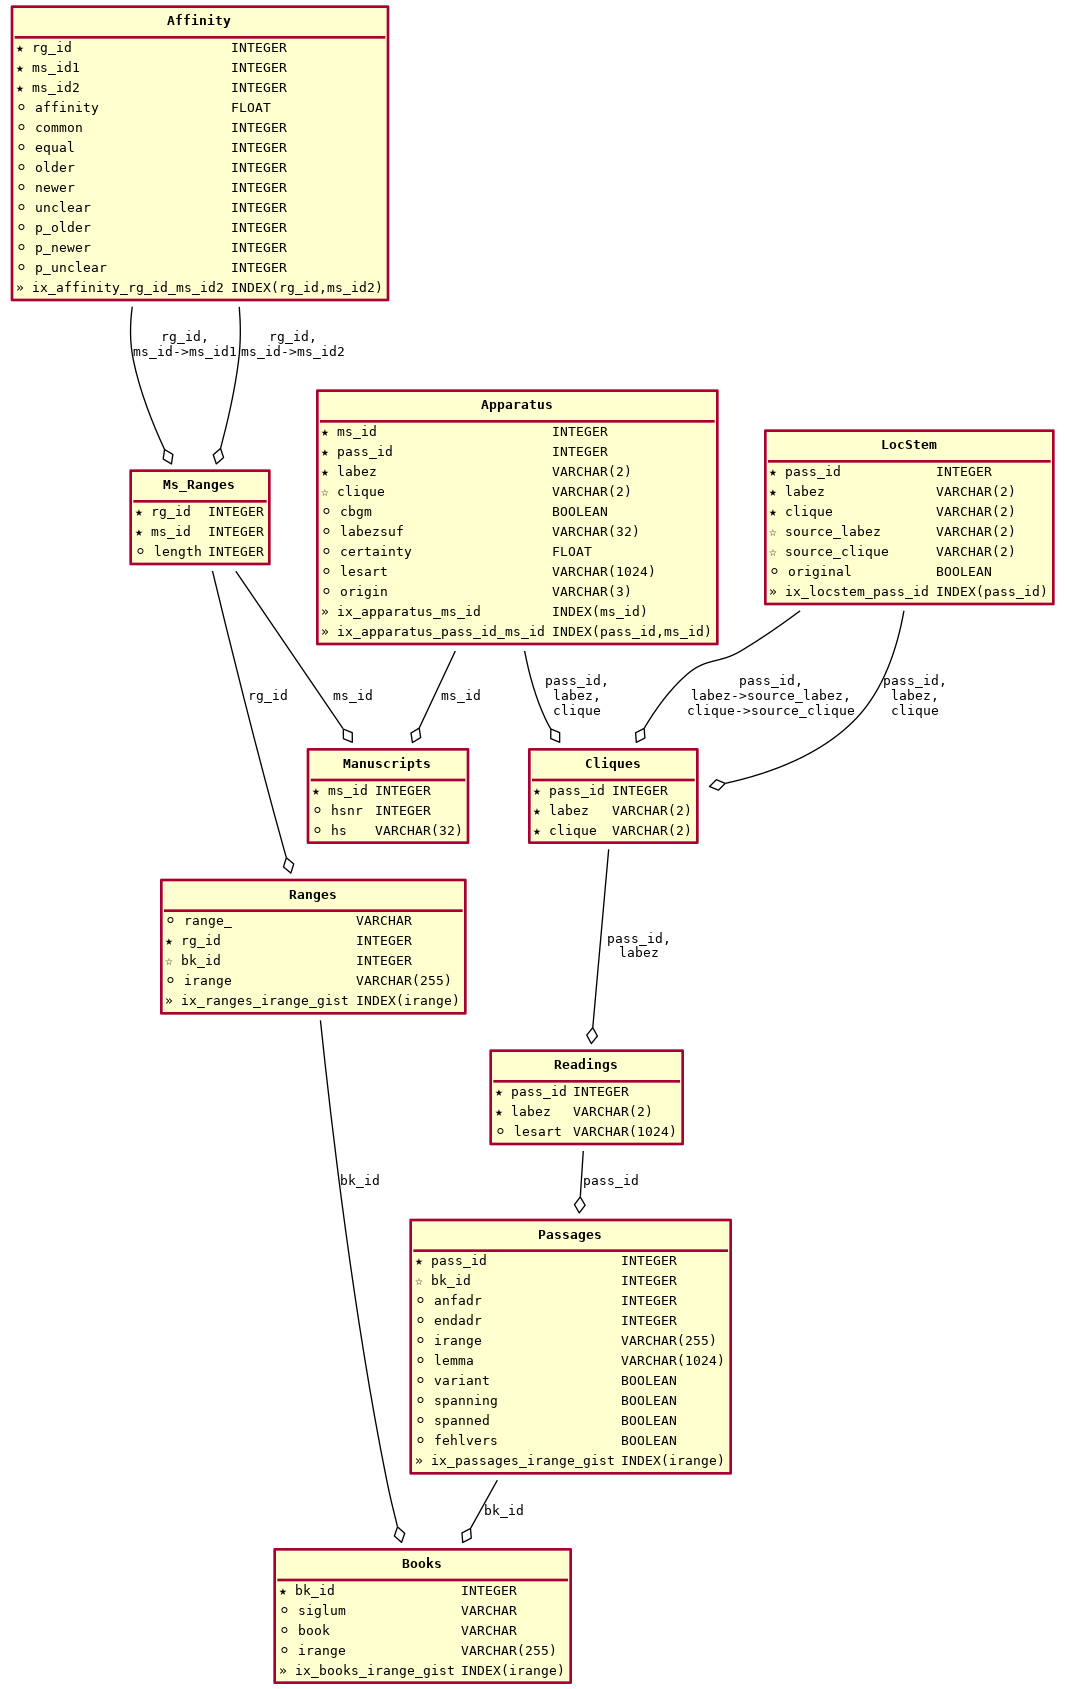 Affinity
★ rg_id INTEGER
★ ms_id1 INTEGER
★ ms_id2 INTEGER
○ affinity FLOAT
○ common INTEGER
○ equal INTEGER
○ older INTEGER
○ newer INTEGER
○ unclear INTEGER
○ p_older INTEGER
○ p_newer INTEGER
○ p_unclear INTEGER
» ix_affinity_rg_id_ms_id2 INDEX(rg_id,ms_id2)
rg_id,
ms_id->ms_id1
rg_id,
ms_id->ms_id2
Apparatus
★ ms_id INTEGER
★ pass_id INTEGER
★ labez VARCHAR(2)
☆ clique VARCHAR(2)
○ cbgm BOOLEAN
○ labezsuf VARCHAR(32)
○ certainty FLOAT
○ lesart VARCHAR(1024)
○ origin VARCHAR(3)
» ix_apparatus_ms_id INDEX(ms_id)
» ix_apparatus_pass_id_ms_id INDEX(pass_id,ms_id)
LocStem
★ pass_id INTEGER
★ labez VARCHAR(2)
★ clique VARCHAR(2)
☆ source_labez VARCHAR(2)
☆ source_clique VARCHAR(2)
○ original BOOLEAN
» ix_locstem_pass_id INDEX(pass_id)
Ms_Ranges
★ rg_id INTEGER
★ ms_id INTEGER
○ length INTEGER
rg_id
ms_id
ms_id
pass_id,
labez,
clique
pass_id,
labez->source_labez,
clique->source_clique
pass_id,
labez,
clique
Manuscripts
★ ms_id INTEGER
○ hsnr INTEGER
○ hs VARCHAR(32)
Cliques
★ pass_id INTEGER
★ labez VARCHAR(2)
★ clique VARCHAR(2)
Ranges
○ range_ VARCHAR
★ rg_id INTEGER
☆ bk_id INTEGER
○ irange VARCHAR(255)
» ix_ranges_irange_gist INDEX(irange)
pass_id,
labez
Readings
★ pass_id INTEGER
★ labez VARCHAR(2)
○ lesart VARCHAR(1024)
bk_id
pass_id
Passages
★ pass_id INTEGER
☆ bk_id INTEGER
○ anfadr INTEGER
○ endadr INTEGER
○ irange VARCHAR(255)
○ lemma VARCHAR(1024)
○ variant BOOLEAN
○ spanning BOOLEAN
○ spanned BOOLEAN
○ fehlvers BOOLEAN
» ix_passages_irange_gist INDEX(irange)
bk_id
Books
★ bk_id INTEGER
○ siglum VARCHAR
○ book VARCHAR
○ irange VARCHAR(255)
» ix_books_irange_gist INDEX(irange)